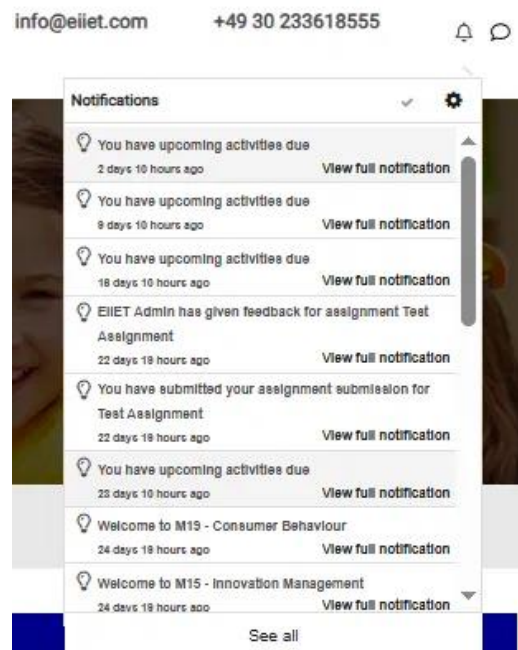 info@eiiet.com +49 30 233618555
Notifications
You have upcoming activities due
2 days 10 hours ago View full notification
You have upcoming activities due
9 days 10 hours ago View full notification
You have upcoming activities due
16 days 10 hours ago View full notification
EIIET Admin has given feedback for assignment Test
Assignment
22 days 19 hours ago View full notification
You have submitted your assignment submission for
Test Assignment
22 days 19 hours ago View full notification
You have upcoming activities due
23 days 10 hours ago View full notification
Welcome to M19 - Consumer Behaviour
24 days 19 hours ago View full notification
Welcome to M15 - Innovation Management
24 days 19 hours ago View full notification
See all